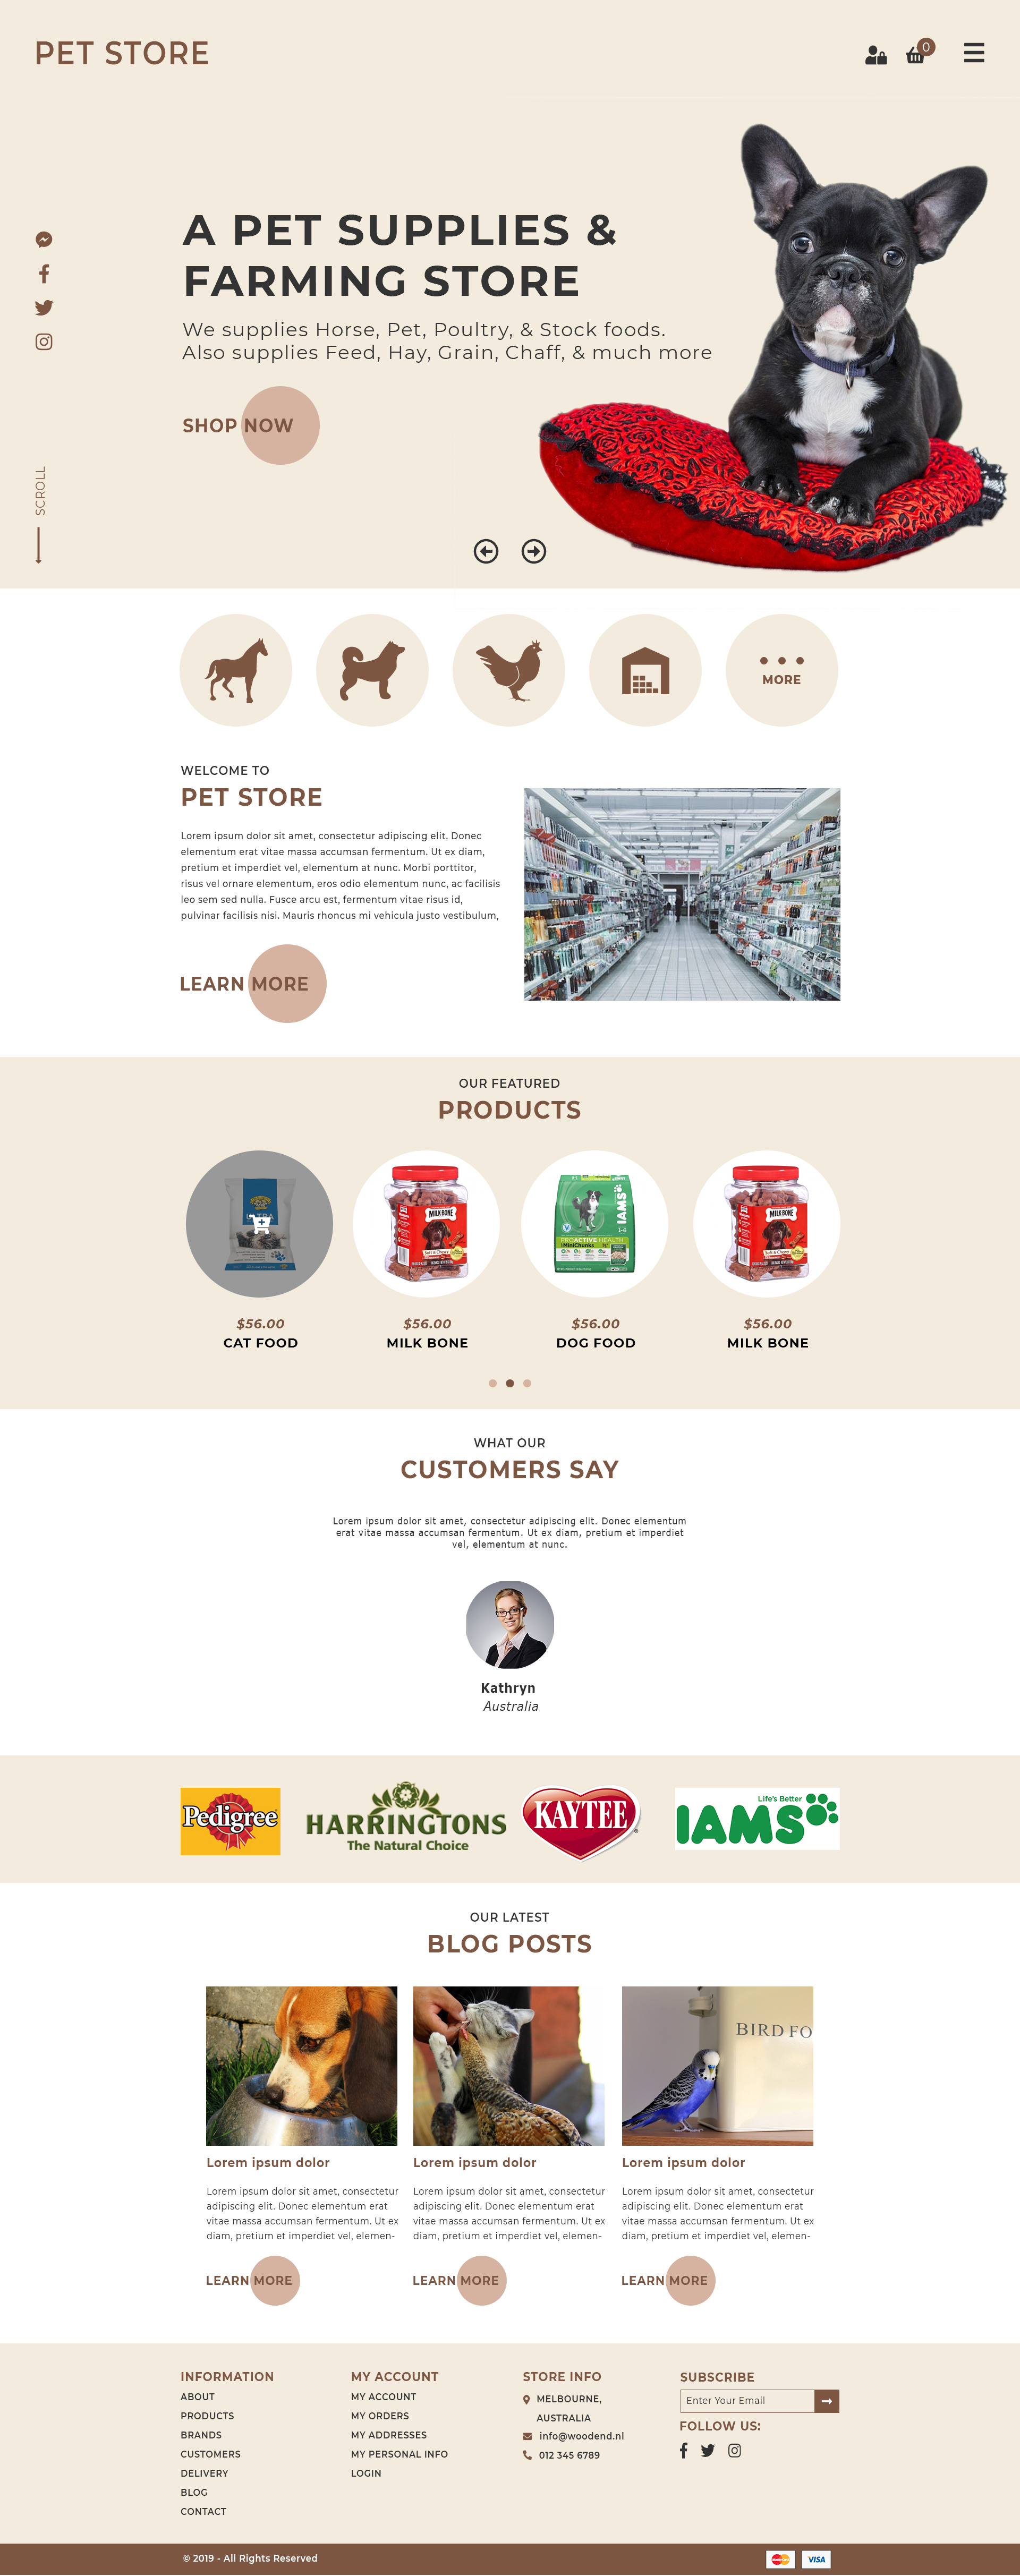 PET STORE
0
A PET SUPPLIES &
FARMING STORE
We supplies Horse, Pet, Poultry, & Stock foods.
Also supplies Feed, Hay, Grain, Chaff, & much more
SHOP NOW
SCROLL
MORE
WELCOME TO
PET STORE
Lorem ipsum dolor sit amet, consectetur adipiscing elit. Donec
elementum erat vitae massa accumsan fermentum. Ut ex diam,
pretium et imperdiet vel, elementum at nunc. Morbi porttitor,
risus vel ornare elementum, eros odio elementum nunc, ac facilisis
leo sem sed nulla. Fusce arcu est, fermentum vitae risus id,
pulvinar facilisis nisi. Mauris rhoncus mi vehicula justo vestibulum,
LEARN MORE
OUR FEATURED
PRODUCTS
MILK-BONE
Soft & Chewy
IAMS
PROACTIVE HEALTH
MiniChunks
MILK-BONE
Soft & Chewy
$56.00
$56.00
$56.00
$56.00
CAT FOOD
MILK BONE
DOG FOOD
MILK BONE
WHAT OUR
CUSTOMERS SAY
Lorem ipsum dolor sit amet, consectetur adipiscing elit. Donec elementum
erat vitae massa accumsan fermentum. Ut ex diam, pretium et imperdiet
vel, elementum at nunc.
Kathryn
Australia
Pedigree
HARRINGTONS
The Natural Choice
KAYTEE
Life's Better
IAMS
OUR LATEST
BLOG POSTS
BIRD FO
Lorem ipsum dolor
Lorem ipsum dolor sit amet, consectetur
adipiscing elit. Donec elementum erat
vitae massa accumsan fermentum. Ut ex
diam, pretium et imperdiet vel, elemen-
LEARN MORE
Lorem ipsum dolor
Lorem ipsum dolor sit amet, consectetur
adipiscing elit. Donec elementum erat
vitae massa accumsan fermentum. Ut ex
diam, pretium et imperdiet vel, elemen-
LEARN MORE
Lorem ipsum dolor
Lorem ipsum dolor sit amet, consectetur
adipiscing elit. Donec elementum erat
vitae massa accumsan fermentum. Ut ex
diam, pretium et imperdiet vel, elemen-
LEARN MORE
INFORMATION
ABOUT
PRODUCTS
BRANDS
CUSTOMERS
DELIVERY
BLOG
CONTACT
MY ACCOUNT
MY ACCOUNT
MY ORDERS
MY ADDRESSES
MY PERSONAL INFO
LOGIN
STORE INFO
MELBOURNE,
AUSTRALIA
info@woodend.nl
012 345 6789
SUBSCRIBE
Enter Your Email
FOLLOW US:
© 2019 - All Rights Reserved
VISA